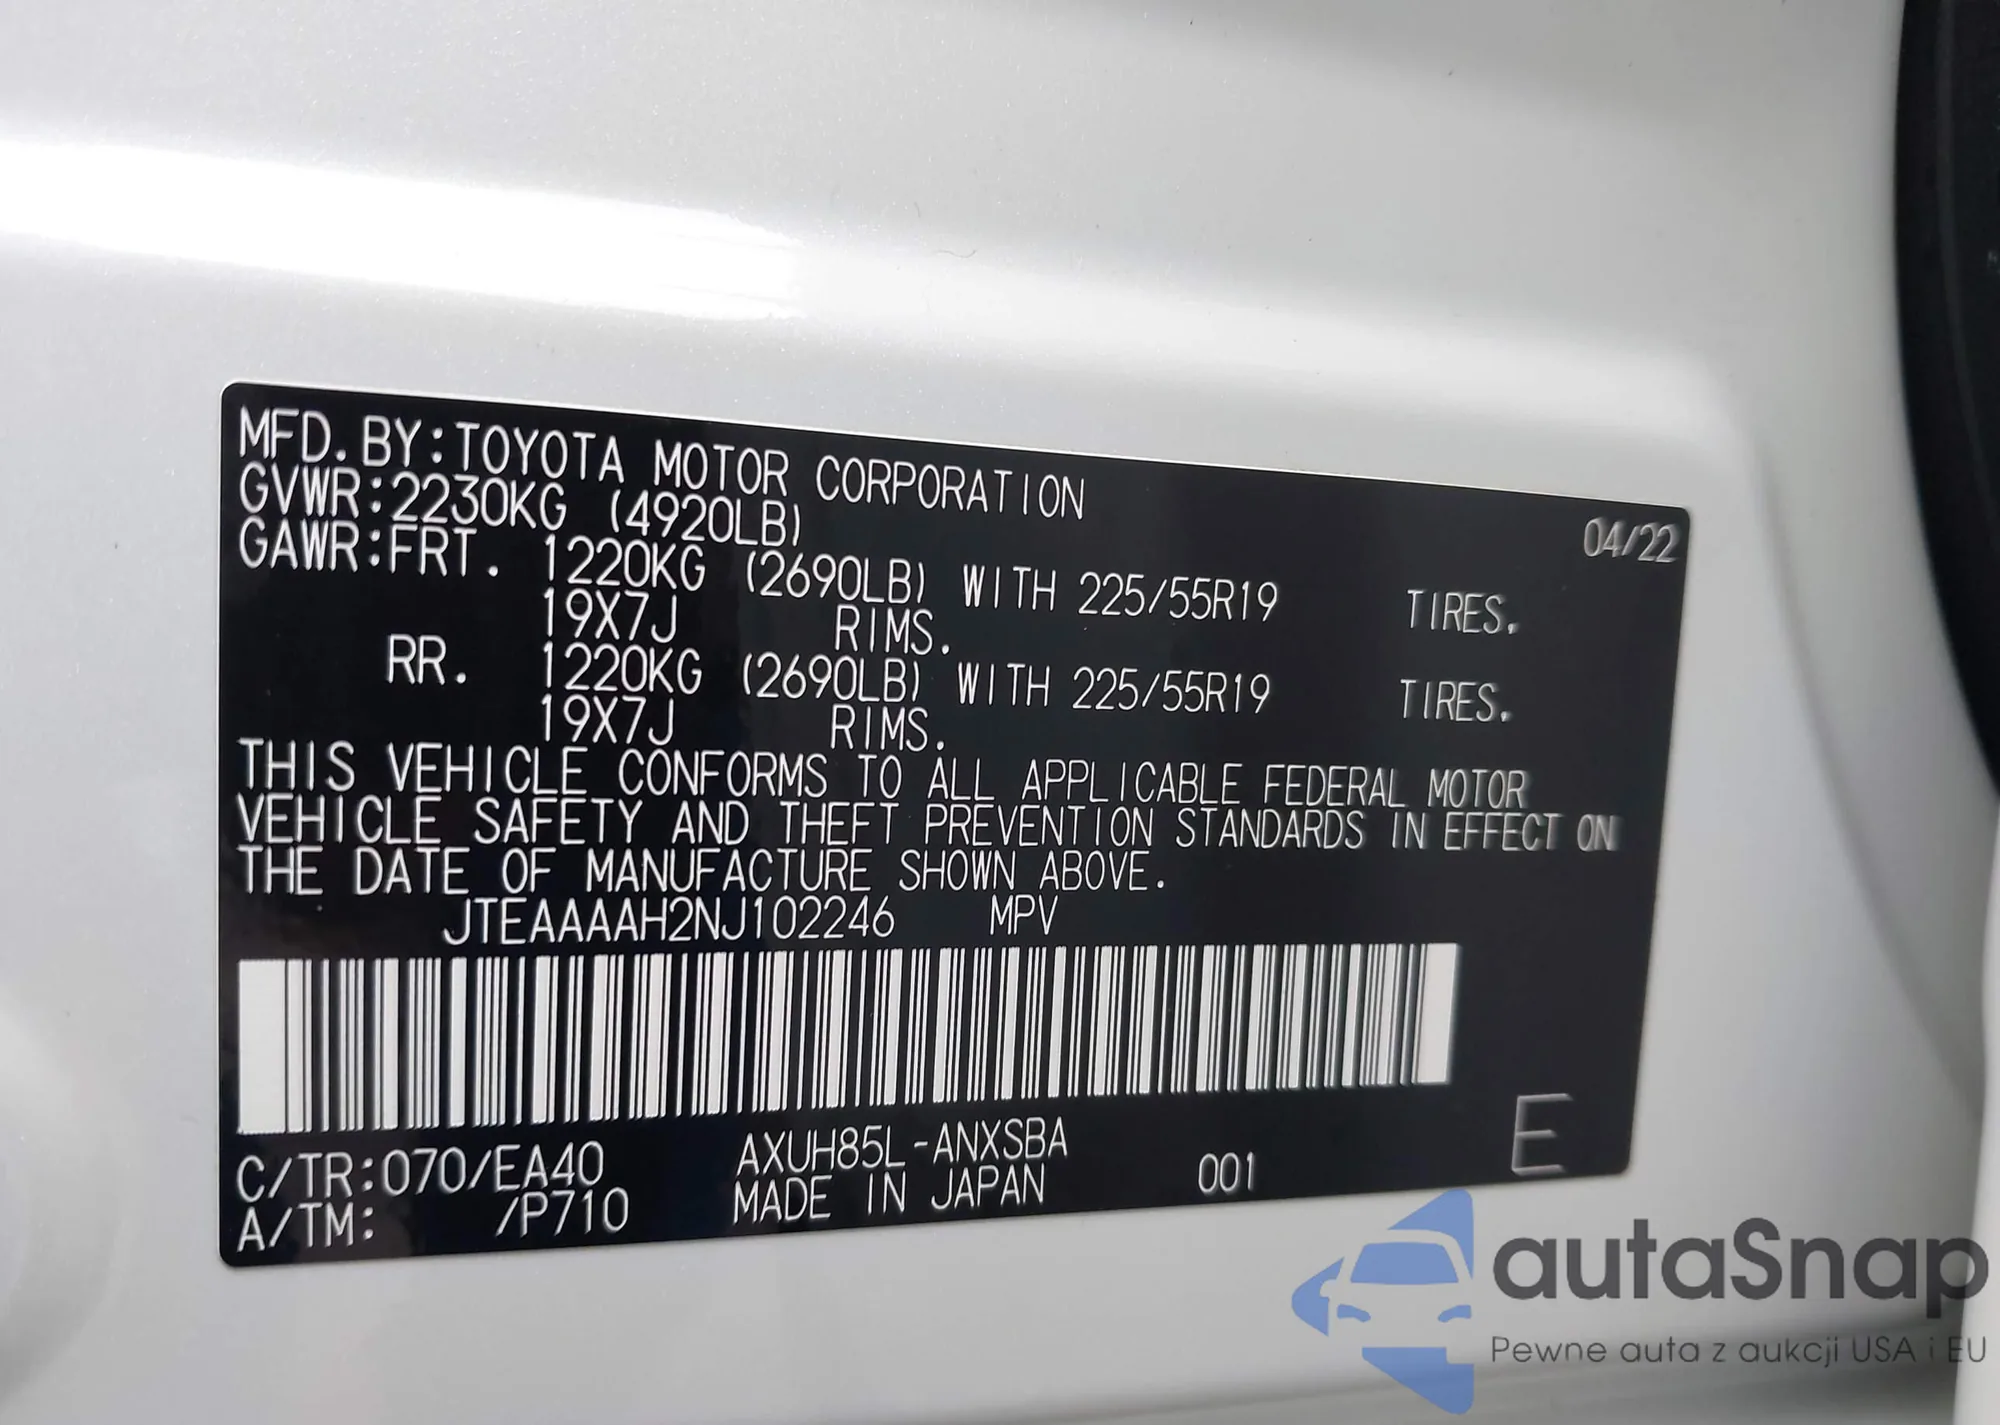 MFD.BY:TOYOTA MOTOR CORPORATION
GVWR:2230KG (4920LB) 04/22
GAWR:FRT. 1220KG (2690LB) WITH 225/55R19 TIRES.
19X7J RIMS.
RR. 1220KG (2690LB) WITH 225/55R19 TIRES.
19X7J RIMS.
THIS VEHICLE CONFORMS TO ALL APPLICABLE FEDERAL MOTOR
VEHICLE SAFETY AND THEFT PREVENTION STANDARDS IN EFFECT ON
THE DATE OF MANUFACTURE SHOWN ABOVE.
JTEAAAAH2NJ102246 MPV
C/TR:070/EA40 AXUH85L-ANXSBA 001 E
A/TM: /P710 MADE IN JAPAN
autaSnap
Pewne auta z aukcji USA i EU